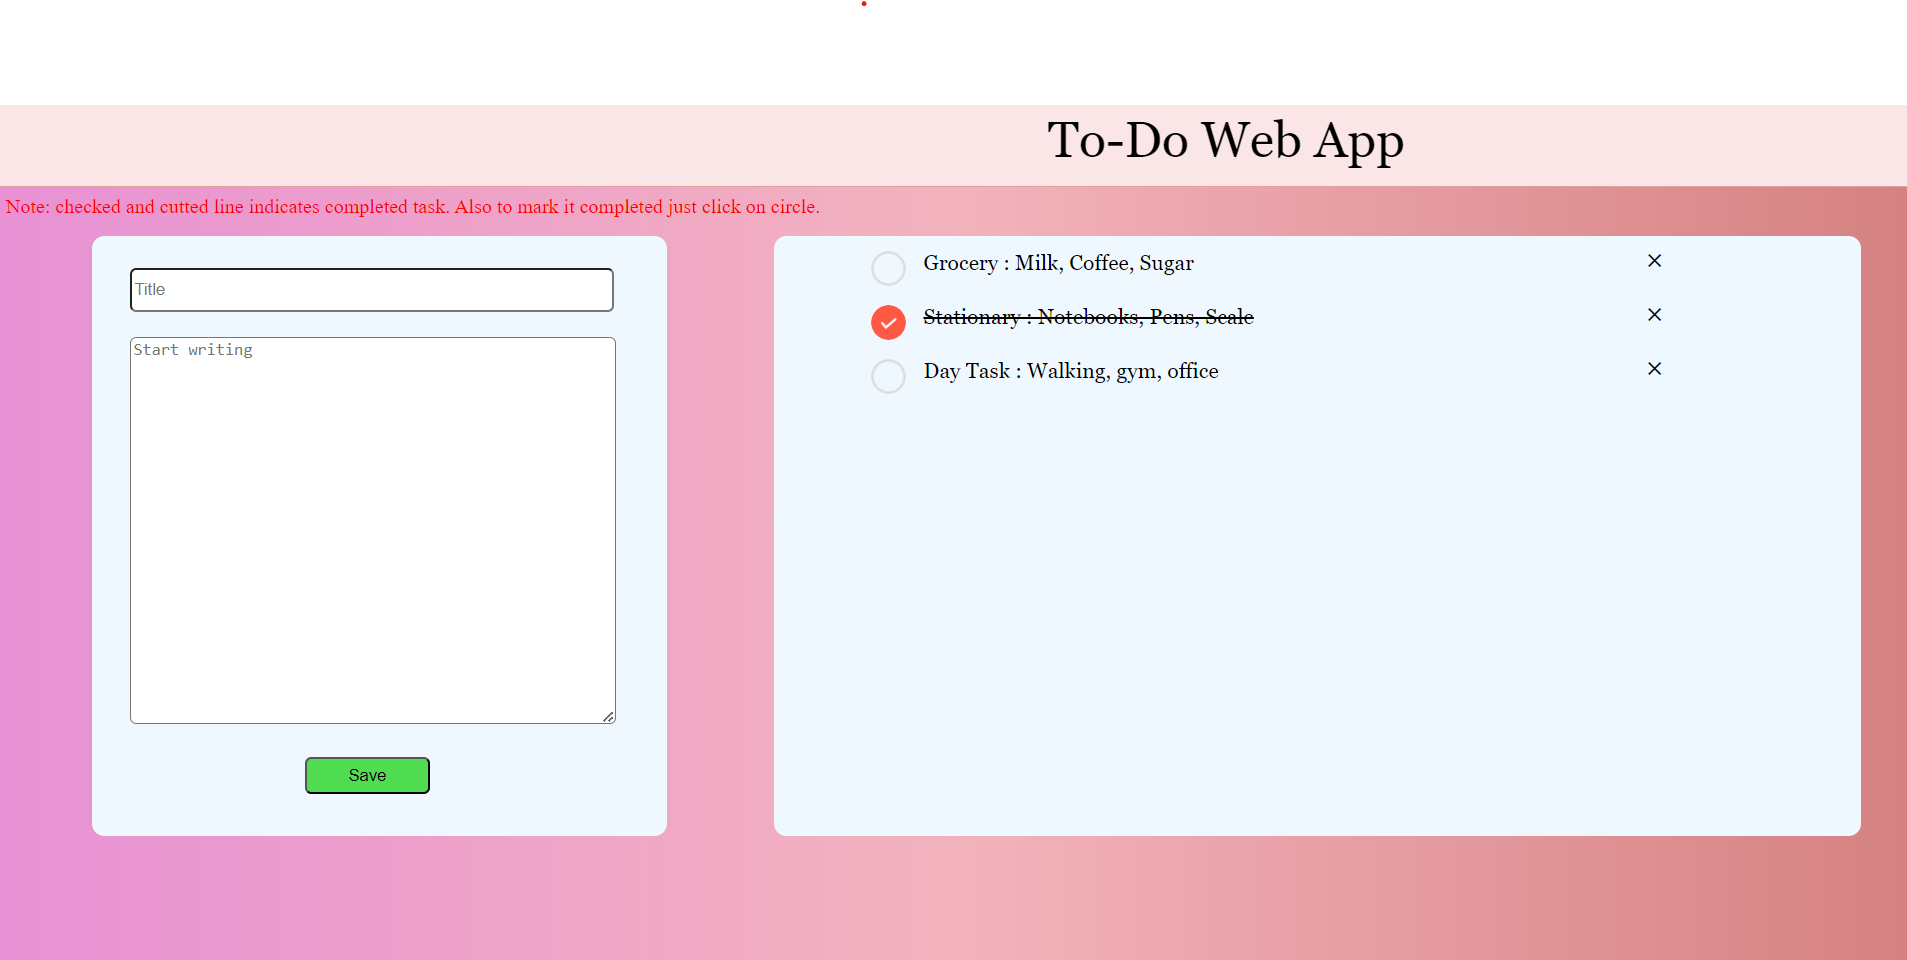 To-Do Web App
Note: checked and cutted line indicates completed task. Also to mark it completed just click on circle.
Title
Start writing
Save
Grocery : Milk, Coffee, Sugar
Stationary : Notebooks, Pens, Scale
Day Task : Walking, gym, office